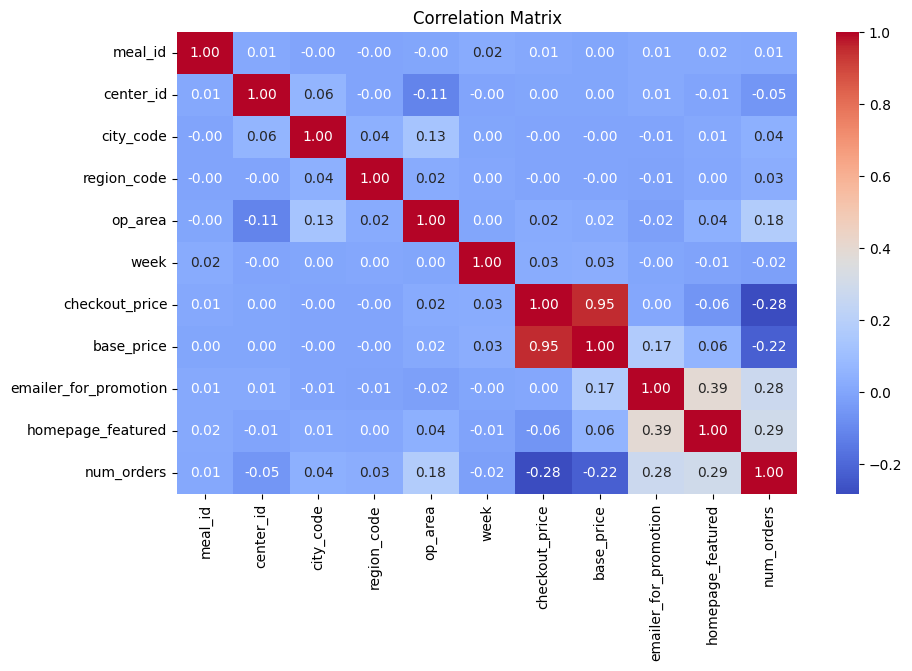 Correlation Matrix
meal_id 1.00 0.01 -0.00 -0.00 -0.00 0.02 0.01 0.00 0.01 0.02 0.01
center_id 0.01 1.00 0.06 -0.00 -0.11 -0.00 0.00 0.00 0.01 -0.01 -0.05
city_code -0.00 0.06 1.00 0.04 0.13 0.00 -0.00 -0.00 -0.01 0.01 0.04
region_code -0.00 -0.00 0.04 1.00 0.02 0.00 -0.00 -0.00 -0.01 0.00 0.03
op_area -0.00 -0.11 0.13 0.02 1.00 0.00 0.02 0.02 -0.02 0.04 0.18
week 0.02 -0.00 0.00 0.00 0.00 1.00 0.03 0.03 -0.00 -0.01 -0.02
checkout_price 0.01 0.00 -0.00 -0.00 0.02 0.03 1.00 0.95 0.00 -0.06 -0.28
base_price 0.00 0.00 -0.00 -0.00 0.02 0.03 0.95 1.00 0.17 0.06 -0.22
emailer_for_promotion 0.01 0.01 -0.01 -0.01 -0.02 -0.00 0.00 0.17 1.00 0.39 0.28
homepage_featured 0.02 -0.01 0.01 0.00 0.04 -0.01 -0.06 0.06 0.39 1.00 0.29
num_orders 0.01 -0.05 0.04 0.03 0.18 -0.02 -0.28 -0.22 0.28 0.29 1.00
meal_id
center_id
city_code
region_code
op_area
week
checkout_price
base_price
emailer_for_promotion
homepage_featured
num_orders
1.0
0.8
0.6
0.4
0.2
0.0
−0.2